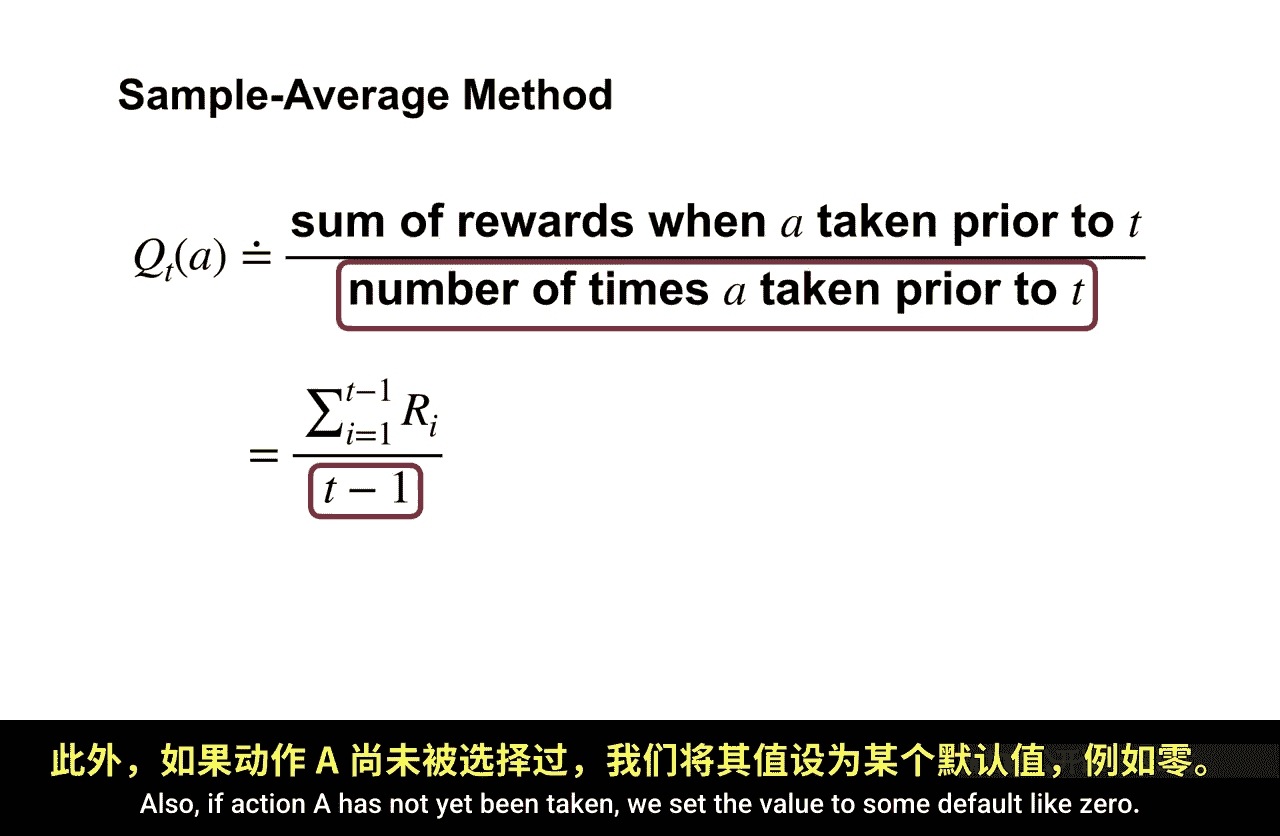 Sample-Average Method
Qₜ(a) ≐ sum of rewards when a taken prior to t / number of times a taken prior to t
= ∑ᵢ₌₁ᵗ⁻¹ Rᵢ / t − 1
此外，如果动作 A 尚未被选择过，我们将其值设为某个默认值，例如零。
Also, if action A has not yet been taken, we set the value to some default like zero.